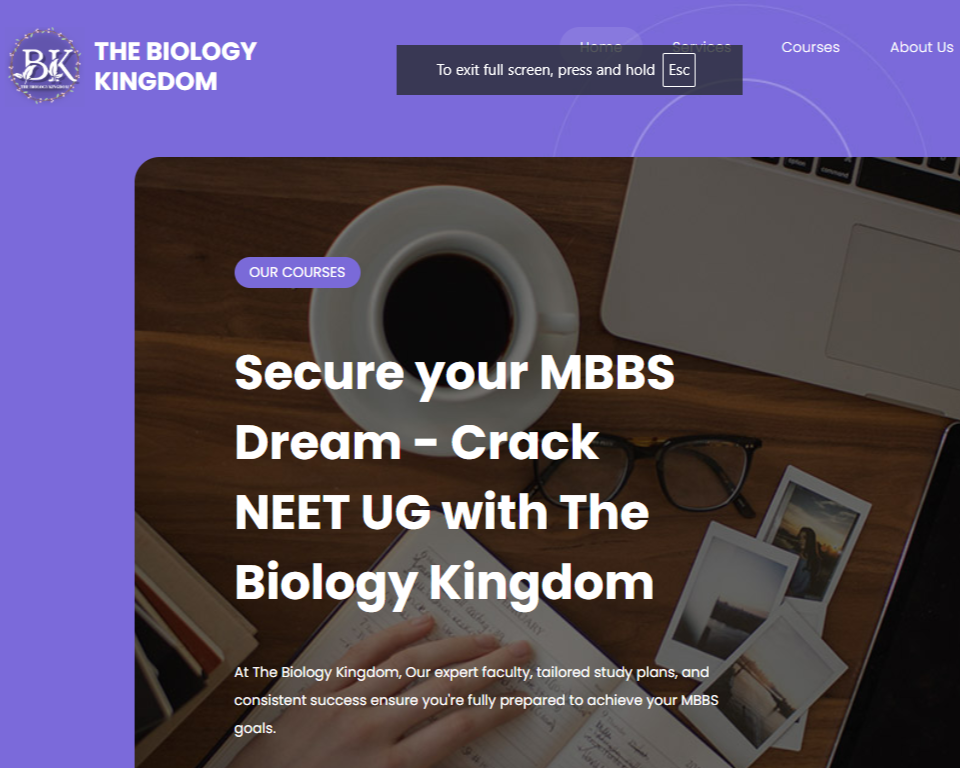 BK
THE BIOLOGY
KINGDOM
Home
Services
Courses
About Us
To exit full screen, press and hold Esc
option
command
OUR COURSES
Secure your MBBS
Dream - Crack
NEET UG with The
Biology Kingdom
At The Biology Kingdom, Our expert faculty, tailored study plans, and
consistent success ensure you're fully prepared to achieve your MBBS
goals.